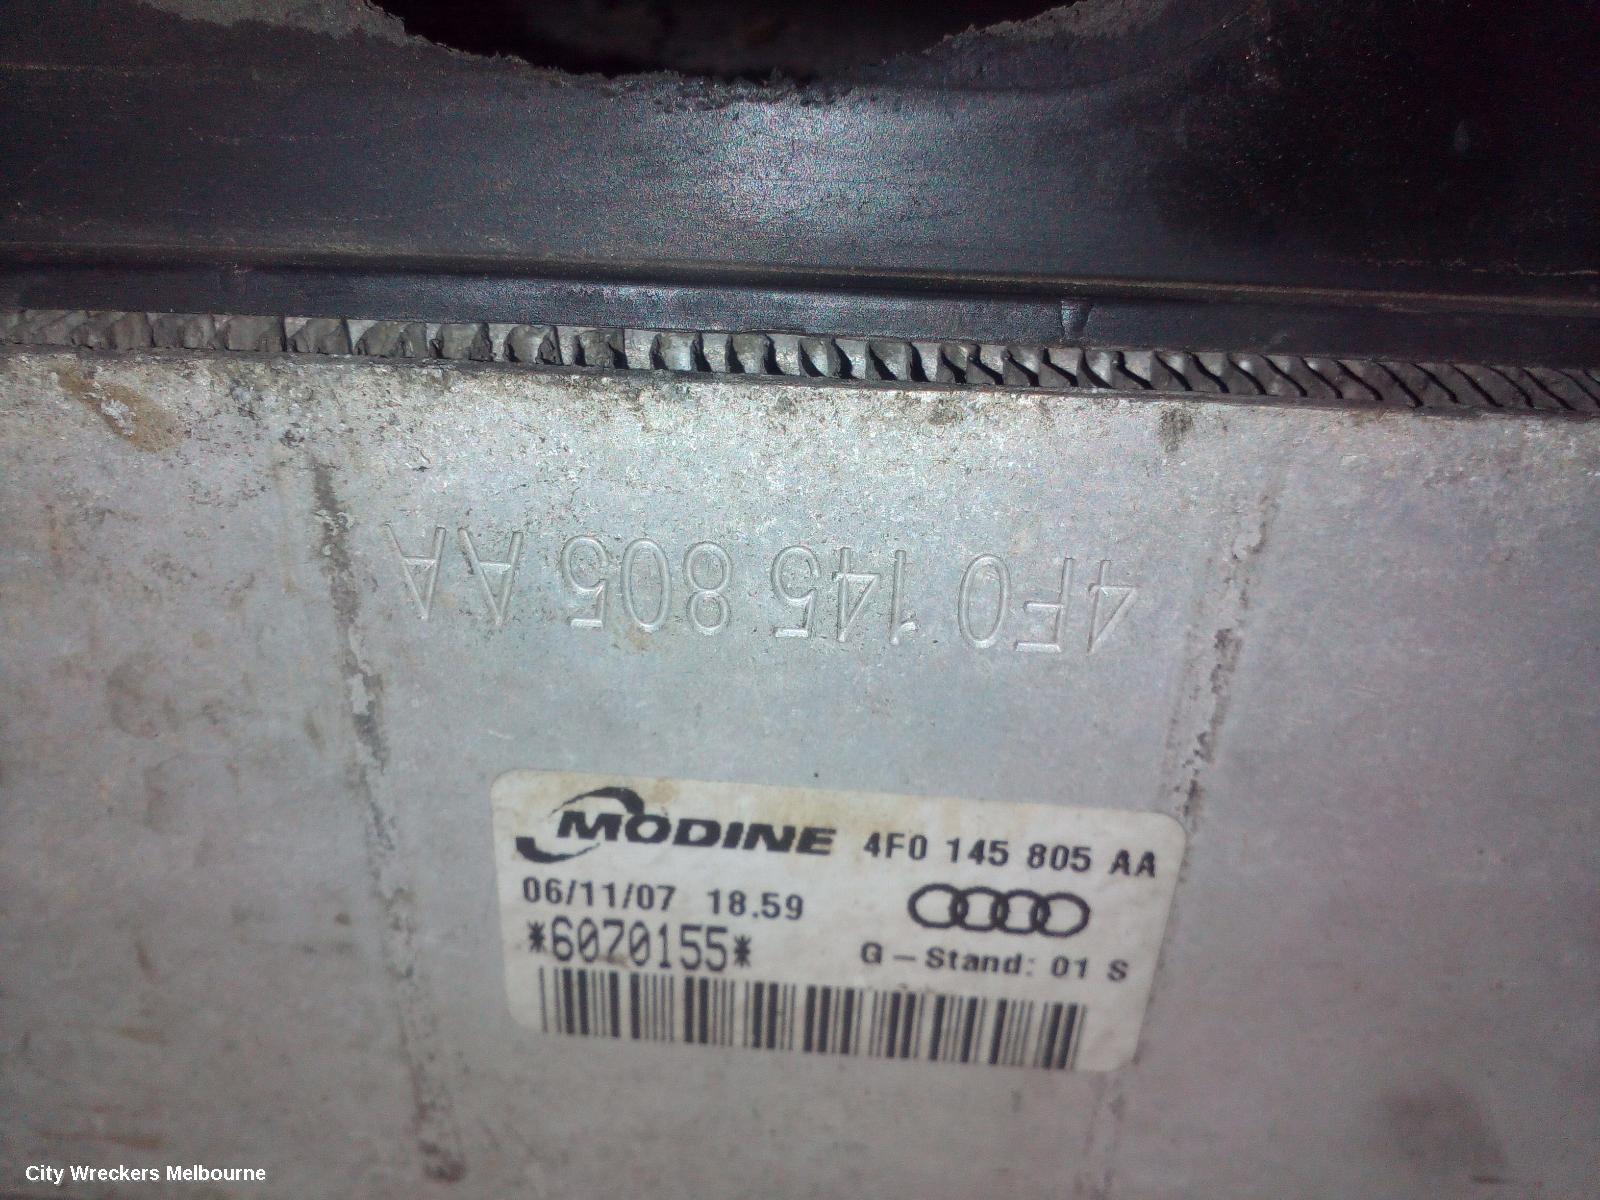 4F0 145 805 AA
MODINE 4F0 145 805 AA
06/11/07 18.59
*6070155*
G - Stand: 01 S
City Wreckers Melbourne